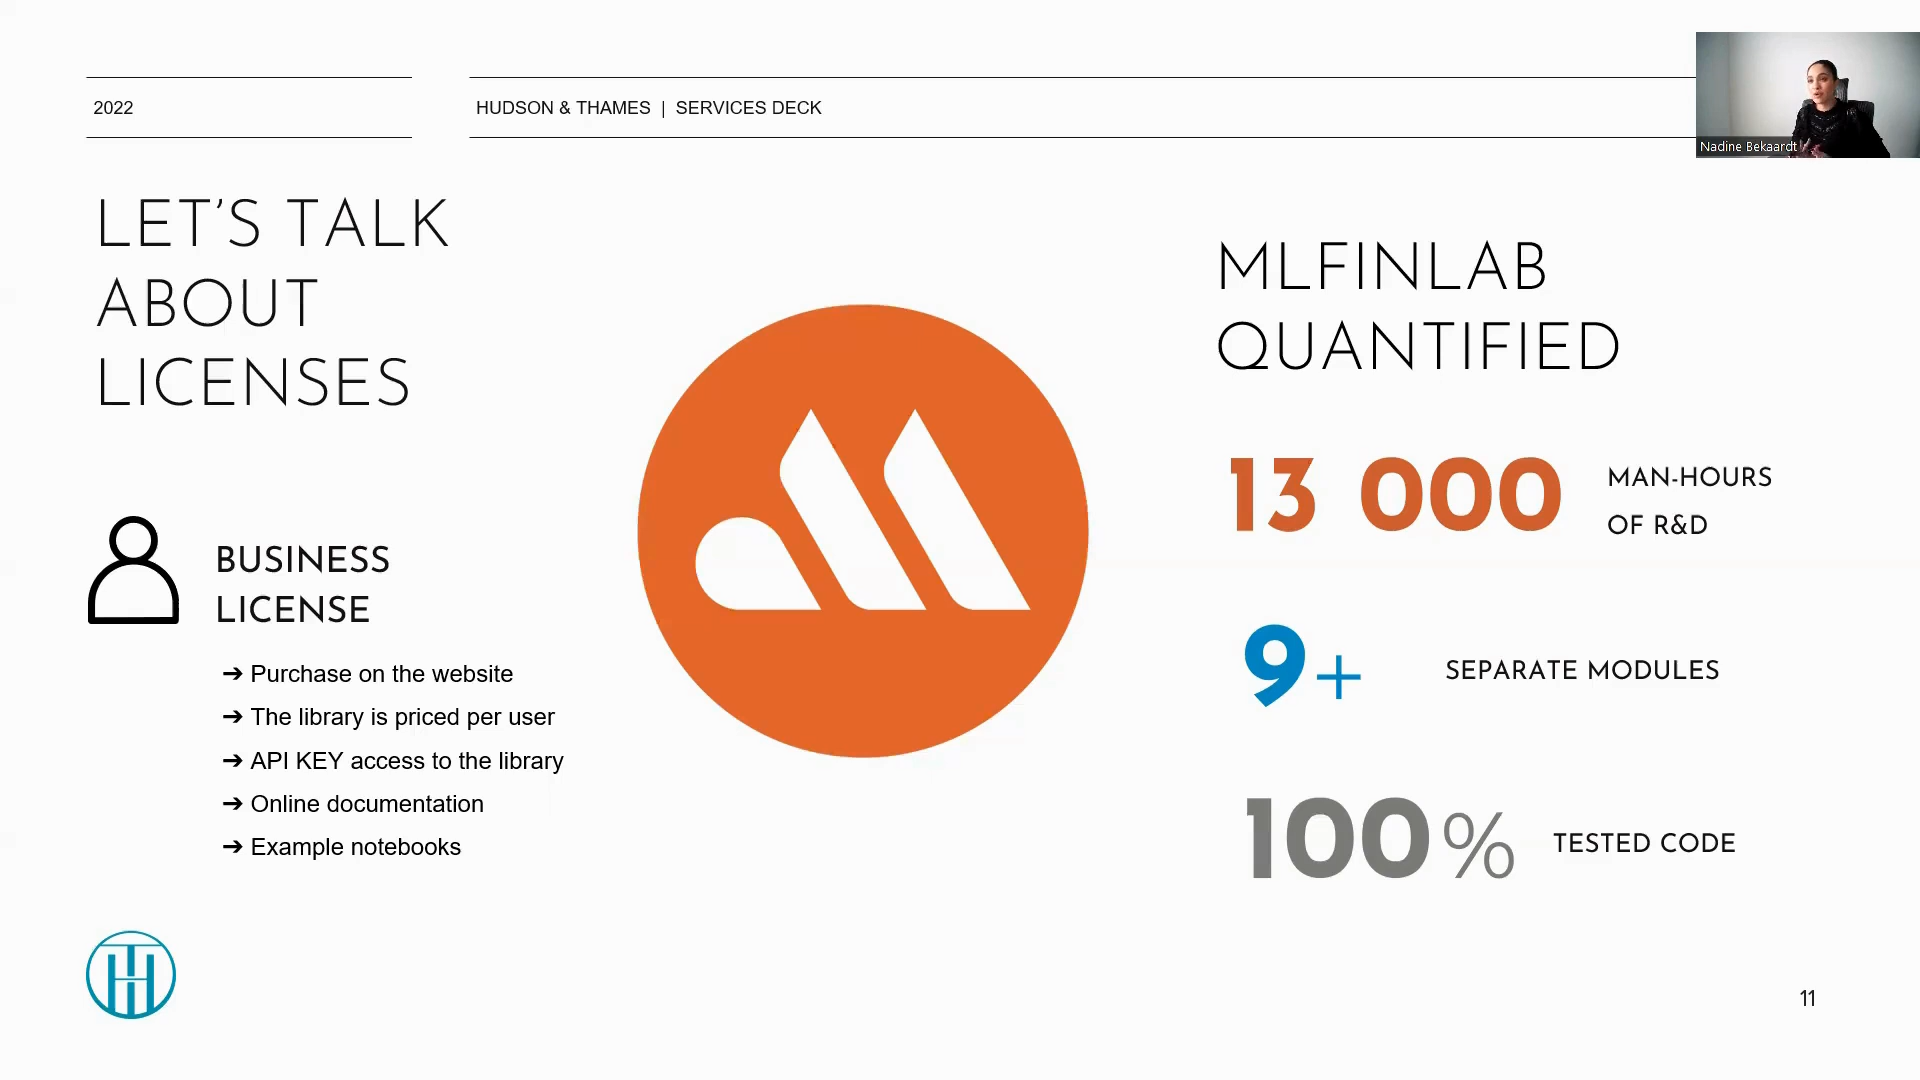 2022
HUDSON & THAMES | SERVICES DECK
Nadine Bekaardt
LET’S TALK
ABOUT
LICENSES
BUSINESS
LICENSE
➔ Purchase on the website
➔ The library is priced per user
➔ API KEY access to the library
➔ Online documentation
➔ Example notebooks
MLFINLAB
QUANTIFIED
13 000 MAN-HOURS
OF R&D
9+ SEPARATE MODULES
100% TESTED CODE
11